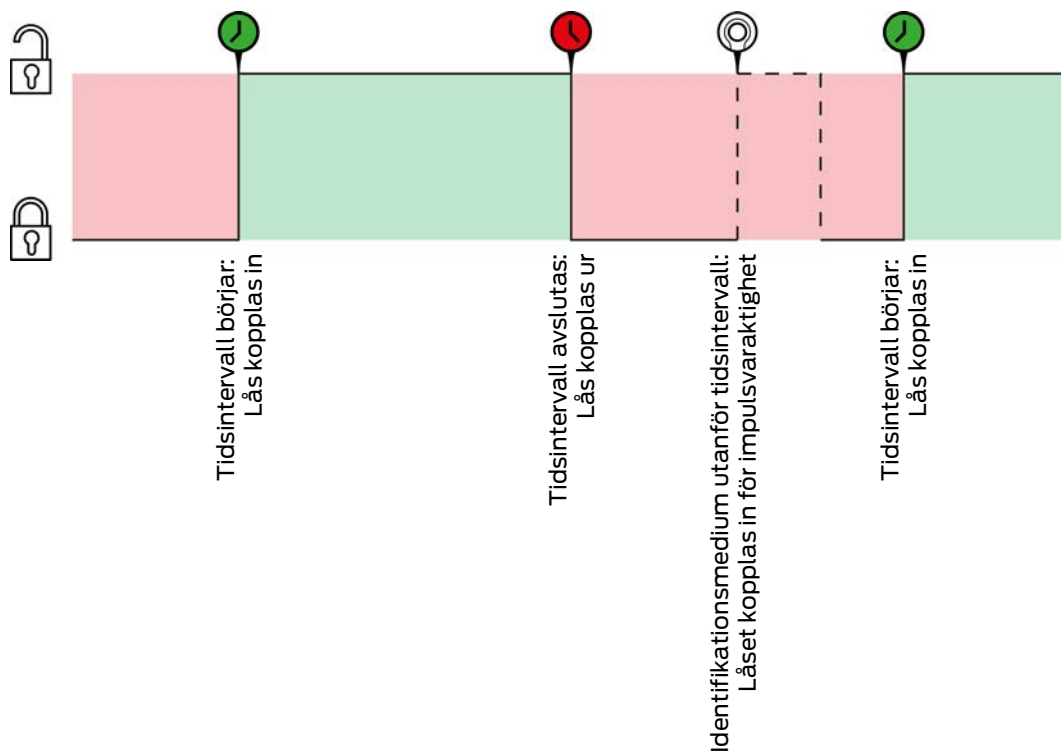 Tidsintervall börjar:
Lås kopplas in
Tidsintervall avslutas:
Lås kopplas ur
Identifikationsmedium utanför tidsintervall:
Låset kopplas in för impulsvaraktighet
Tidsintervall börjar:
Lås kopplas in